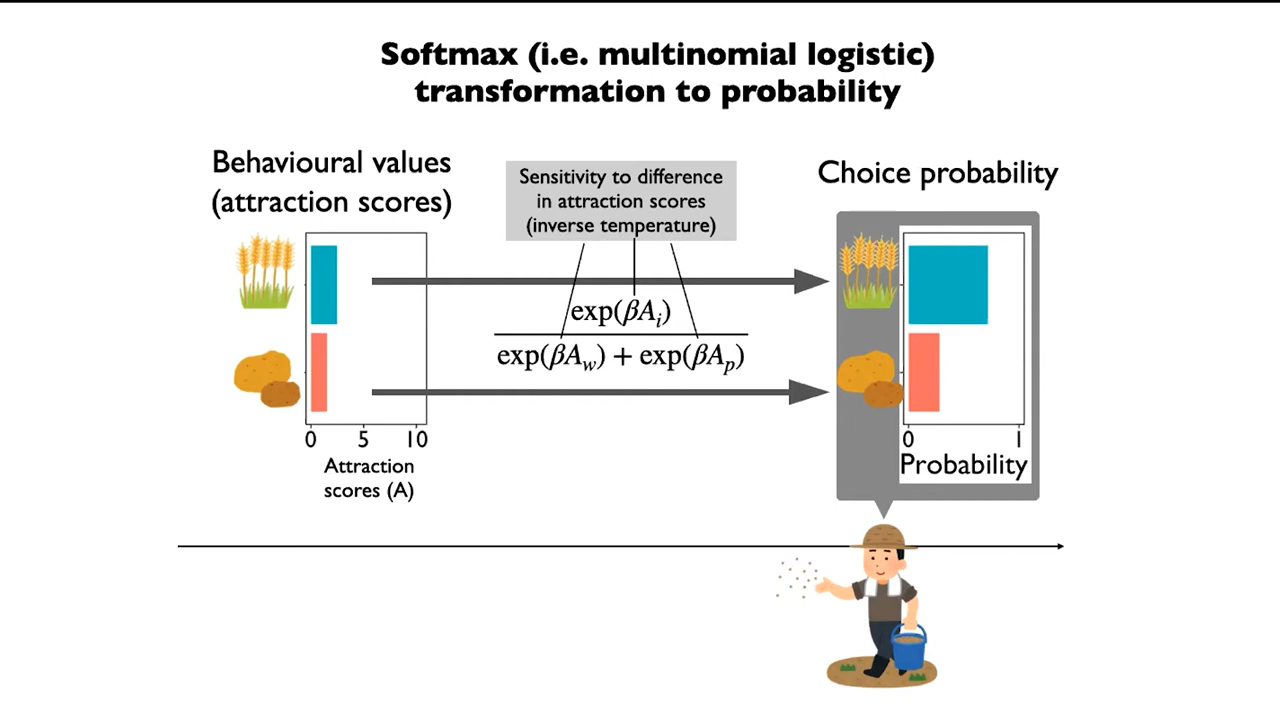 Softmax (i.e. multinomial logistic)
transformation to probability
Behavioural values
(attraction scores)
Sensitivity to difference
in attraction scores
(inverse temperature)
Choice probability
exp(βAᵢ)
exp(βA_w) + exp(βA_p)
0 5 10
Attraction
scores (A)
0 1
Probability